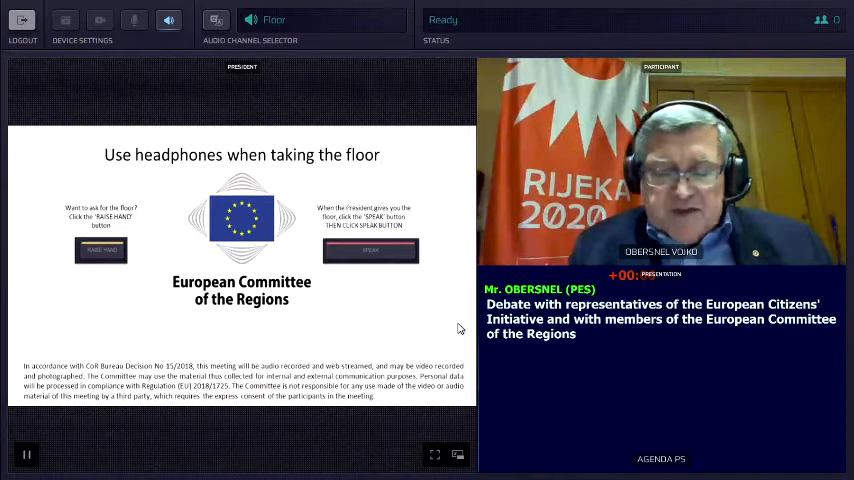 LOGOUT
DEVICE SETTINGS
AUDIO CHANNEL SELECTOR
Floor
Ready
STATUS
0
PRESIDENT
Use headphones when taking the floor
Want to ask for the floor?
Click the 'RAISE HAND'
button
RAISE HAND
When the President gives you the
floor, click the 'SPEAK' button
THEN CLICK SPEAK BUTTON
SPEAK
European Committee
of the Regions
In accordance with CoR Bureau Decision No 15/2018, this meeting will be audio recorded and web streamed, and may be video recorded
and photographed. The Committee may use the material thus collected for internal and external communication purposes. Personal data
will be processed in compliance with Regulation (EU) 2018/1725. The Committee is not responsible for any use made of the video or audio
material of this meeting by a third party, which requires the express consent of the participants in the meeting.
PARTICIPANT
RIJEKA
2020
OBERSNEL VOJKO
PRESENTATION
Mr. OBERSNEL (PES)
Debate with representatives of the European Citizens'
Initiative and with members of the European Committee
of the Regions
AGENDA PS